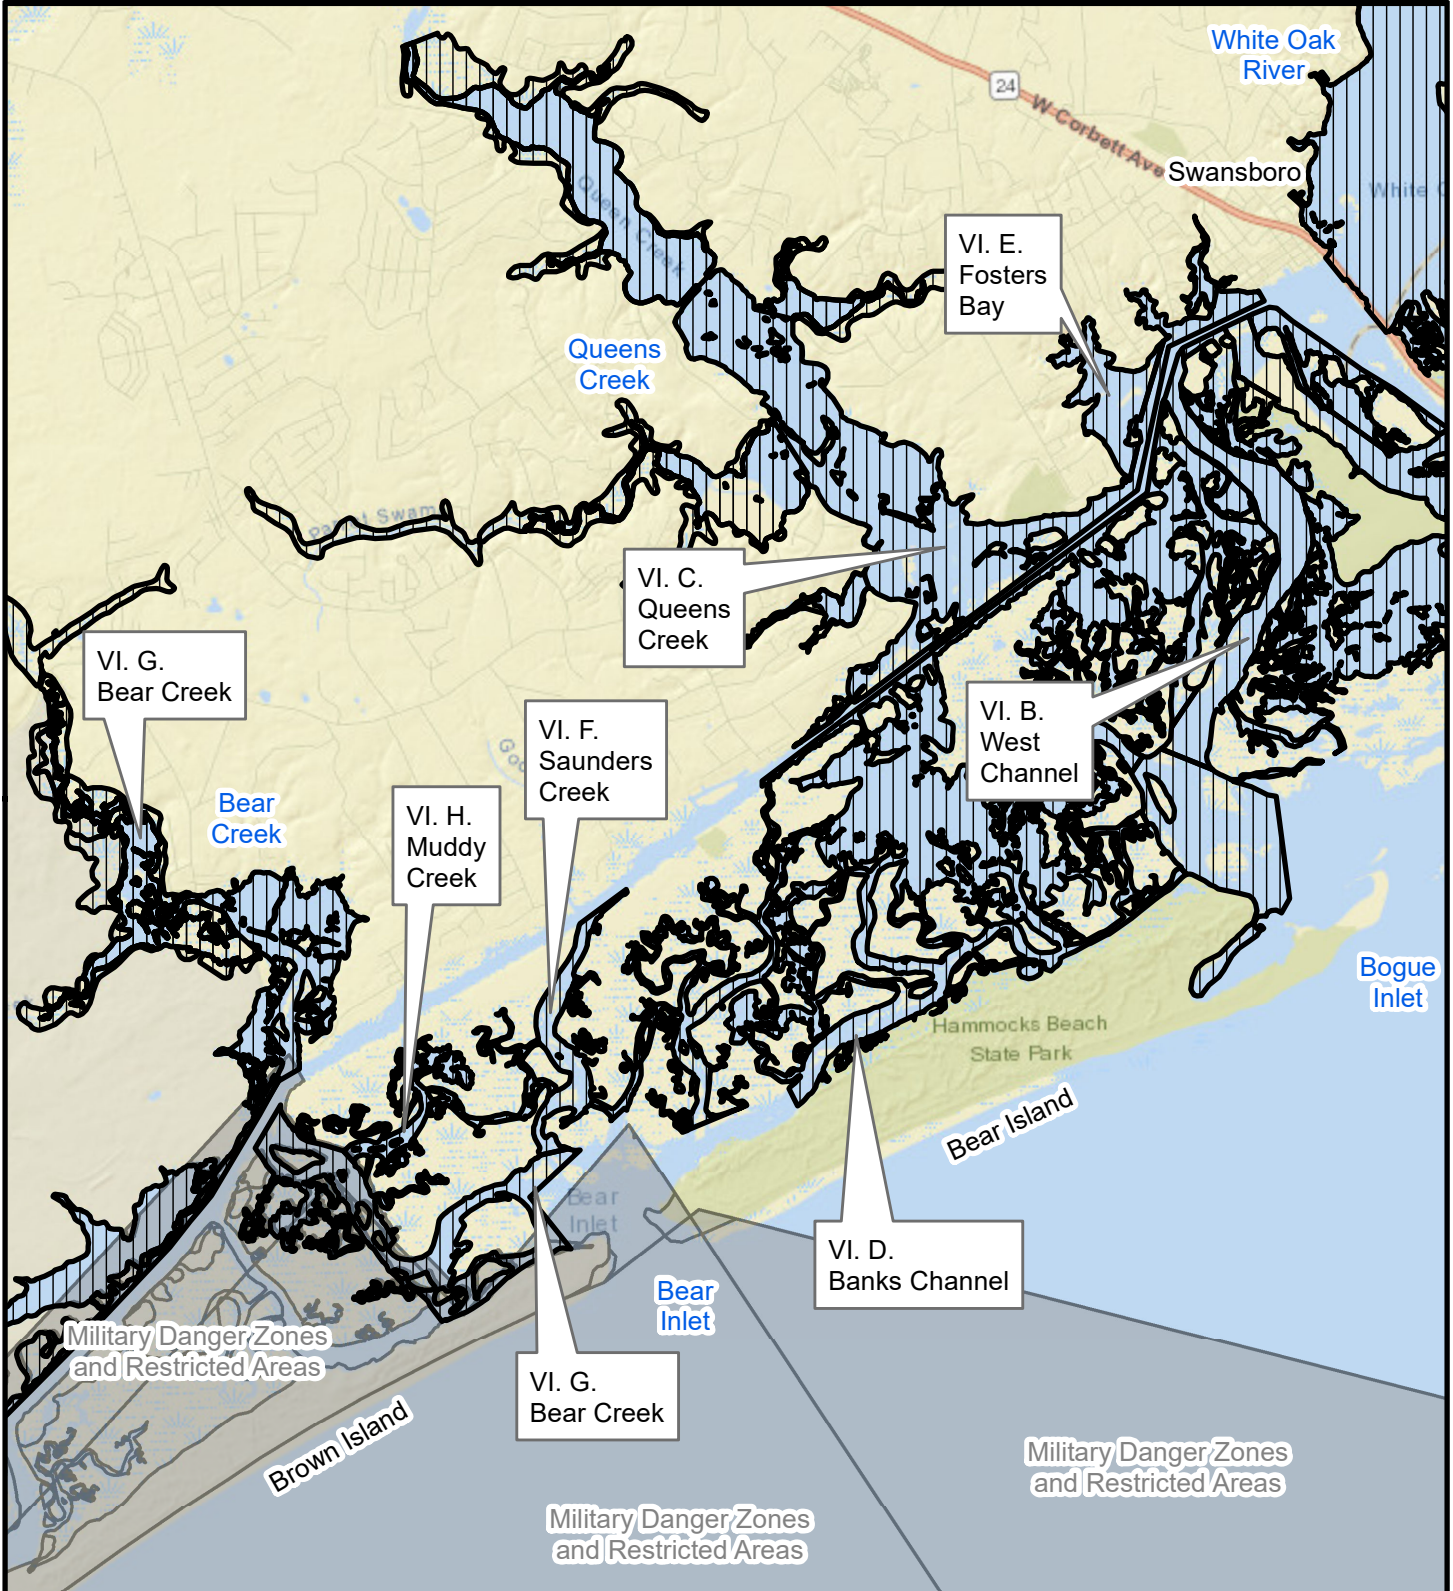 White Oak
River
24
W Corbett Ave
Swansboro
VI. E.
Fosters
Bay
Queen Creek
Queens
Creek
VI. C.
Queens
Creek
VI. G.
Bear Creek
VI. F.
Saunders
Creek
VI. B.
West
Channel
Bear
Creek
VI. H.
Muddy
Creek
Bogue
Inlet
Hammocks Beach
State Park
Bear Island
Bear
Inlet
VI. D.
Banks Channel
Bear
Inlet
Military Danger Zones
and Restricted Areas
VI. G.
Bear Creek
Brown Island
Military Danger Zones
and Restricted Areas
Military Danger Zones
and Restricted Areas